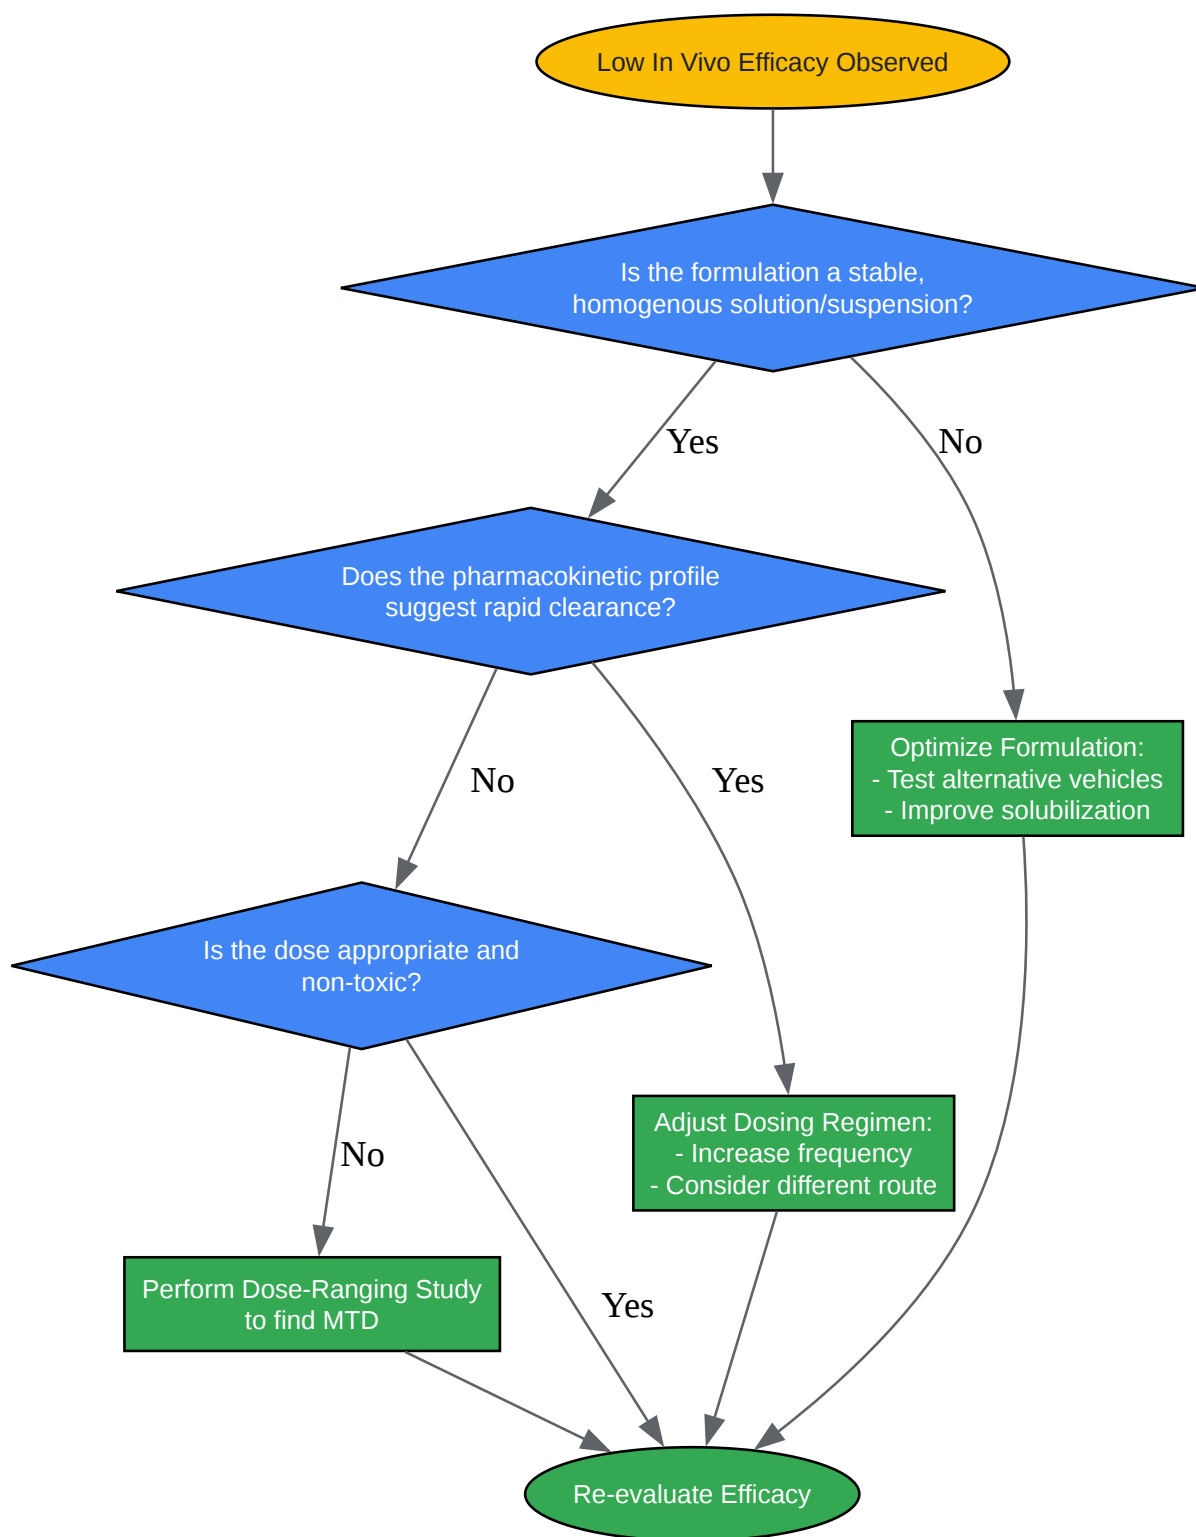 Low In Vivo Efficacy Observed
Is the formulation a stable,
homogenous solution/suspension?
Yes
No
Does the pharmacokinetic profile
suggest rapid clearance?
Optimize Formulation:
- Test alternative vehicles
- Improve solubilization
No
Yes
Is the dose appropriate and
non-toxic?
Adjust Dosing Regimen:
- Increase frequency
- Consider different route
No
Perform Dose-Ranging Study
to find MTD
Yes
Re-evaluate Efficacy